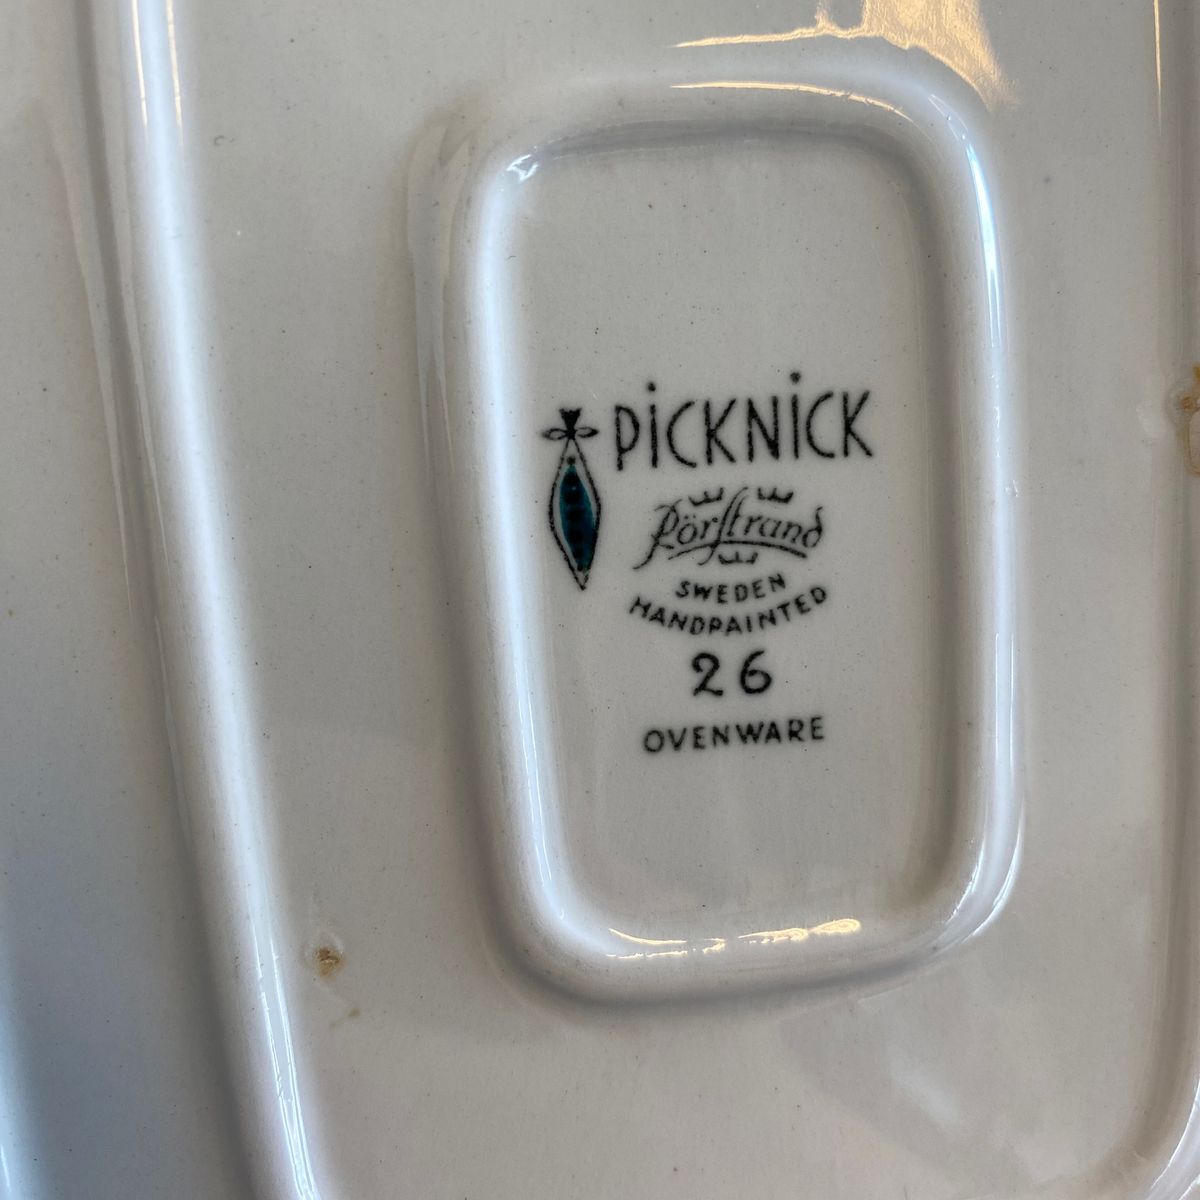 PiCKNiCK
Rörstrand
SWEDEN
HANDPAINTED
26
OVENWARE